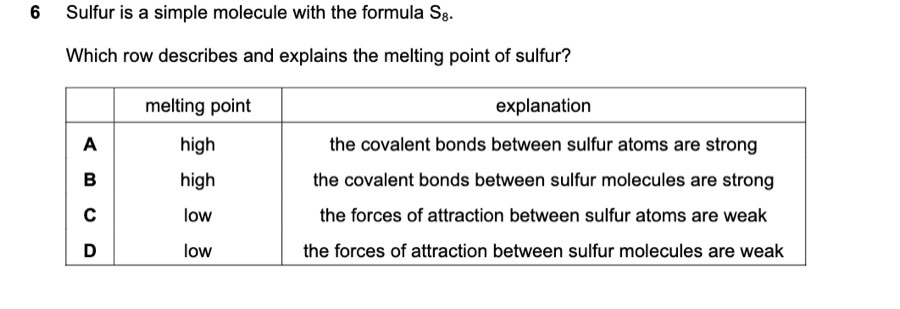 6 Sulfur is a simple molecule with the formula S₈.
Which row describes and explains the melting point of sulfur?
melting point explanation
A high the covalent bonds between sulfur atoms are strong
B high the covalent bonds between sulfur molecules are strong
C low the forces of attraction between sulfur atoms are weak
D low the forces of attraction between sulfur molecules are weak